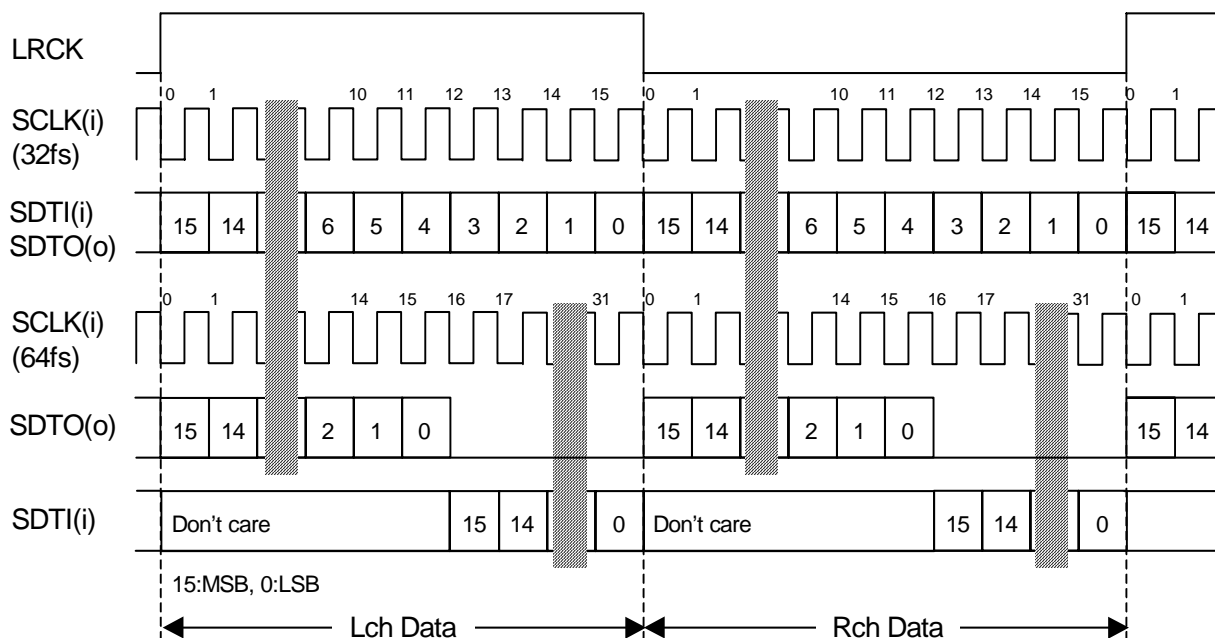 LRCK
0 1 10 11 12 13 14 15 0 1 10 11 12 13 14 15 0 1
SCLK(i)
(32fs)
SDTI(i)
SDTO(o)
15 14 6 5 4 3 2 1 0 15 14 6 5 4 3 2 1 0 15 14
0 1 14 15 16 17 31 0 1 14 15 16 17 31 0 1
SCLK(i)
(64fs)
SDTO(o) 15 14 2 1 0 15 14 2 1 0 15 14
SDTI(i) Don't care 15 14 0 Don't care 15 14 0
15:MSB, 0:LSB
Lch Data Rch Data